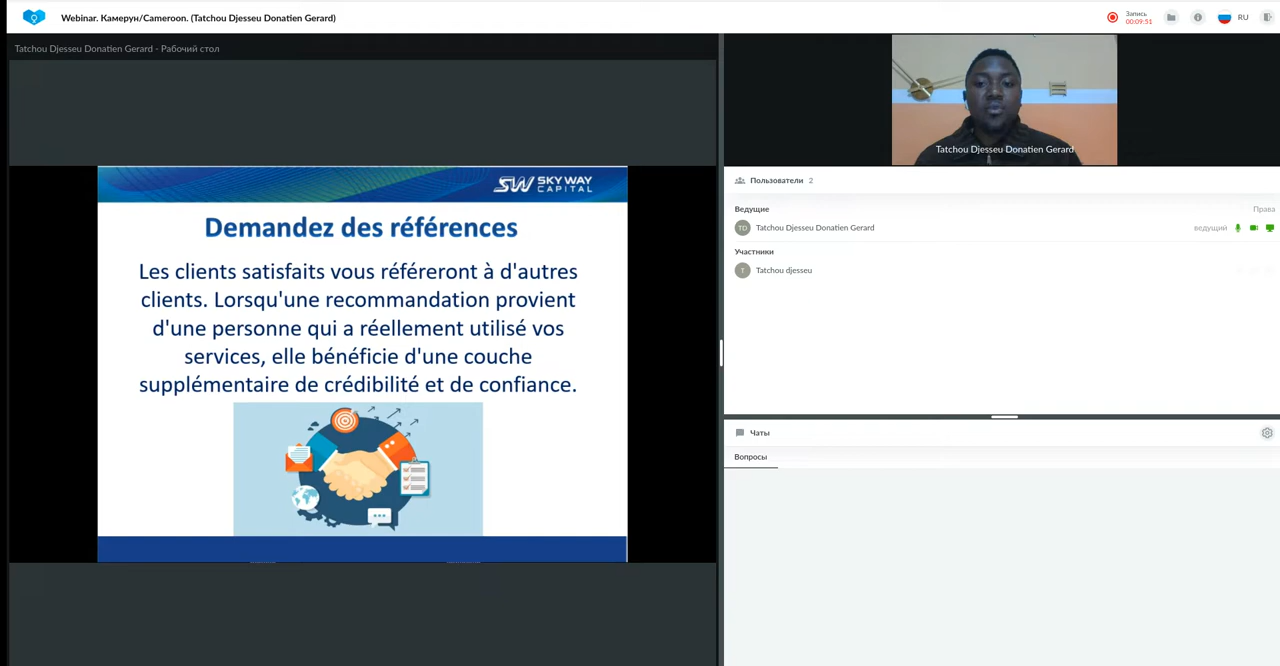 Webinar. Камерун/Cameroon. (Tatchou Djesseu Donatien Gerard)
Запись
00:09:51
RU
Tatchou Djesseu Donatien Gerard - Рабочий стол
SW SKY WAY
CAPITAL
Demandez des références
Les clients satisfaits vous référeront à d'autres
clients. Lorsqu'une recommandation provient
d'une personne qui a réellement utilisé vos
services, elle bénéficie d'une couche
supplémentaire de crédibilité et de confiance.
Tatchou Djesseu Donatien Gerard
Пользователи 2
Ведущие Права
TD Tatchou Djesseu Donatien Gerard ведущий
Участники
T Tatchou djesseu
Чаты
Вопросы